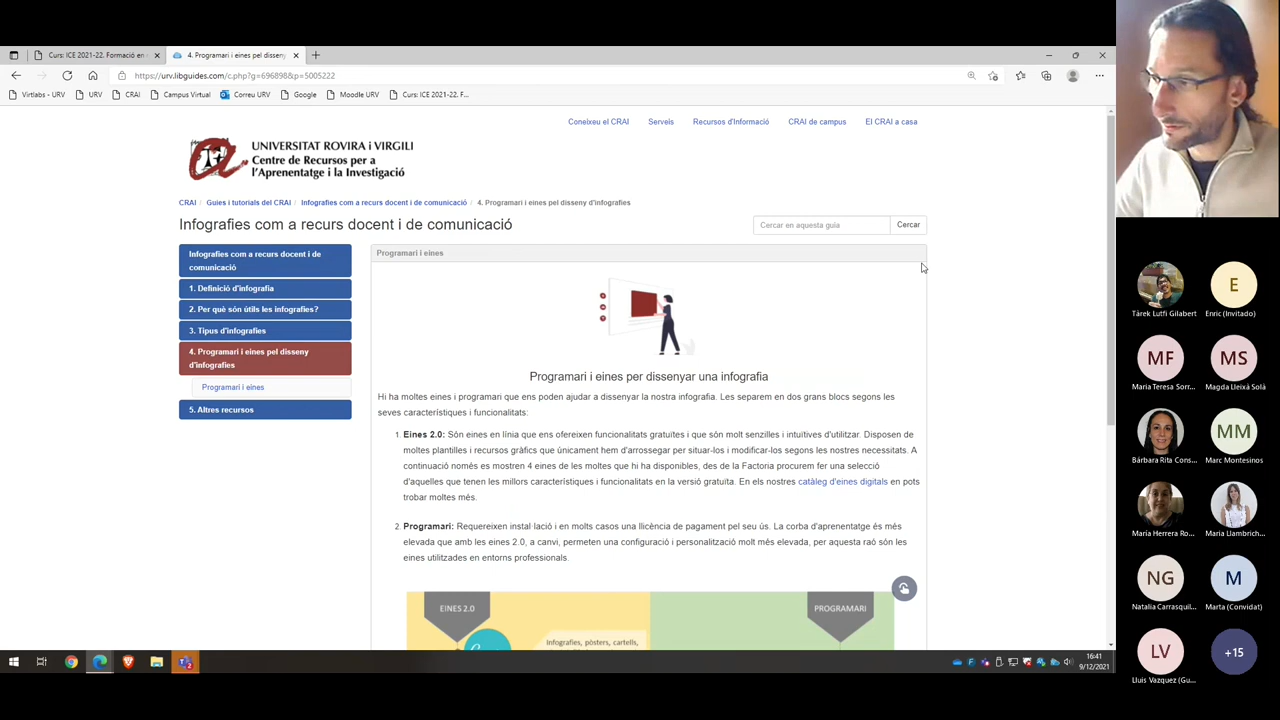 Curs: ICE 2021-22. Formació en
4. Programari i eines pel disseny
https://urv.libguides.com/c.php?g=696898&p=5005222
Virtlabs - URV
URV
CRAI
Campus Virtual
Correu URV
Google
Moodle URV
Curs: ICE 2021-22. F...
Coneixeu el CRAI
Serveis
Recursos d'Informació
CRAI de campus
El CRAI a casa
UNIVERSITAT ROVIRA i VIRGILI
Centre de Recursos per a
l'Aprenentatge i la Investigació
CRAI / Guies i tutorials del CRAI / Infografies com a recurs docent i de comunicació / 4. Programari i eines pel disseny d'infografies
Infografies com a recurs docent i de comunicació
Cercar en aquesta guia
Cercar
Infografies com a recurs docent i de
comunicació
1. Definició d'infografia
2. Per què són útils les infografies?
3. Tipus d'infografies
4. Programari i eines pel disseny
d'infografies
Programari i eines
5. Altres recursos
Programari i eines
Programari i eines per dissenyar una infografia
Hi ha moltes eines i programari que ens poden ajudar a dissenyar la nostra infografia. Les separem en dos grans blocs segons les
seves característiques i funcionalitats:
1. Eines 2.0: Són eines en línia que ens ofereixen funcionalitats gratuïtes i que són molt senzilles i intuïtives d'utilitzar. Disposen de
moltes plantilles i recursos gràfics que únicament hem d'arrossegar per situar-los i modificar-los segons les nostres necessitats. A
continuació només es mostren 4 eines de les moltes que hi ha disponibles, des de la Factoria procurem fer una selecció
d'aquelles que tenen les millors característiques i funcionalitats en la versió gratuïta. En els nostres catàleg d'eines digitals en pots
trobar moltes més.
2. Programari: Requereixen instal·lació i en molts casos una llicència de pagament pel seu ús. La corba d'aprenentatge és més
elevada que amb les eines 2.0, a canvi, permeten una configuració i personalització molt més elevada, per aquesta raó són les
eines utilitzades en entorns professionals.
EINES 2.0
PROGRAMARI
Infografies, pòsters, cartells,
16:41
9/12/2021
Tárek Lutfi Gilabert
E
Enric (Invitado)
MF
Maria Teresa Sorr...
MS
Magda Lleixà Solà
Bárbara Rita Cons...
MM
Marc Montesinos
María Herrera Ro...
Maria Llambrich...
NG
Natalia Carrasquil...
M
Marta (Convidat)
LV
Lluis Vazquez (Gu...
+15